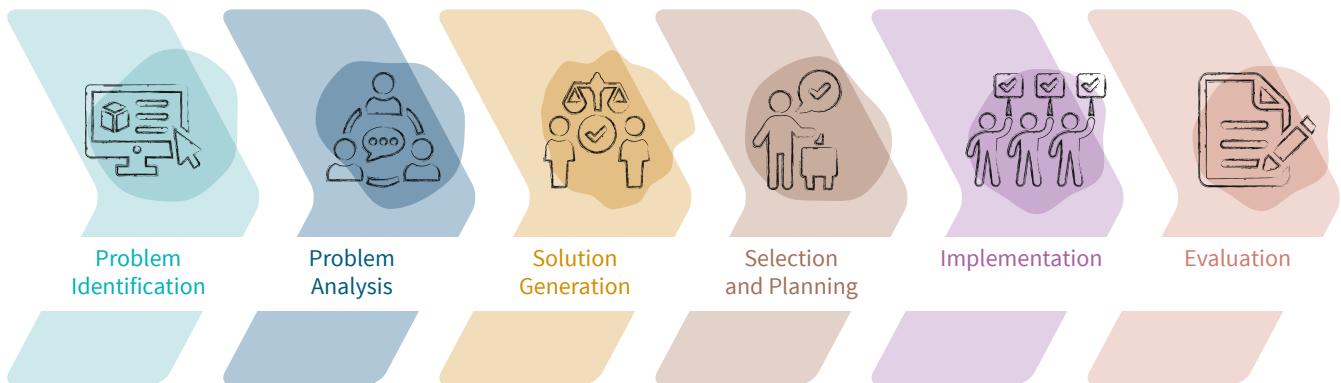 Problem
Identification
Problem
Analysis
Solution
Generation
Selection
and Planning
Implementation
Evaluation